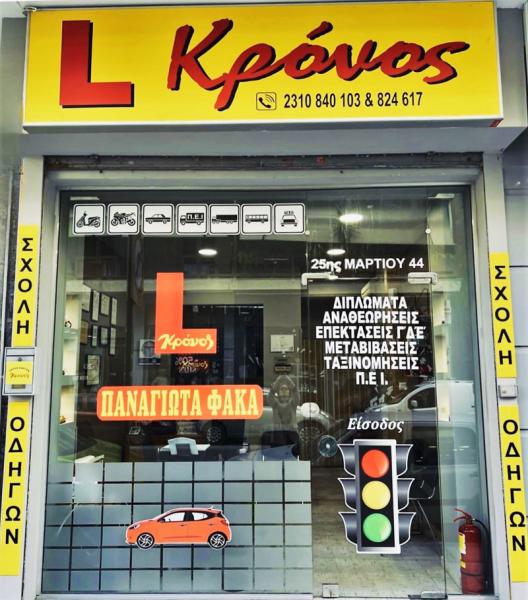 L Κρόνος
2310 840 103 & 824 617
Π.Ε.Ι
25ης ΜΑΡΤΙΟΥ 44
ΔΙΠΛΩΜΑΤΑ
ΑΝΑΘΕΩΡΗΣΕΙΣ
ΕΠΕΚΤΑΣΕΙΣ Γ'Δ'Ε'
ΜΕΤΑΒΙΒΑΣΕΙΣ
ΤΑΞΙΝΟΜΗΣΕΙΣ
Π.Ε.Ι.
L
Κρόνος
ΠΑΝΑΓΙΩΤΑ ΦΑΚΑ
Είσοδος
ΣΧΟΛΗ
ΟΔΗΓΩΝ
ΣΧΟΛΗ
ΟΔΗΓΩΝ